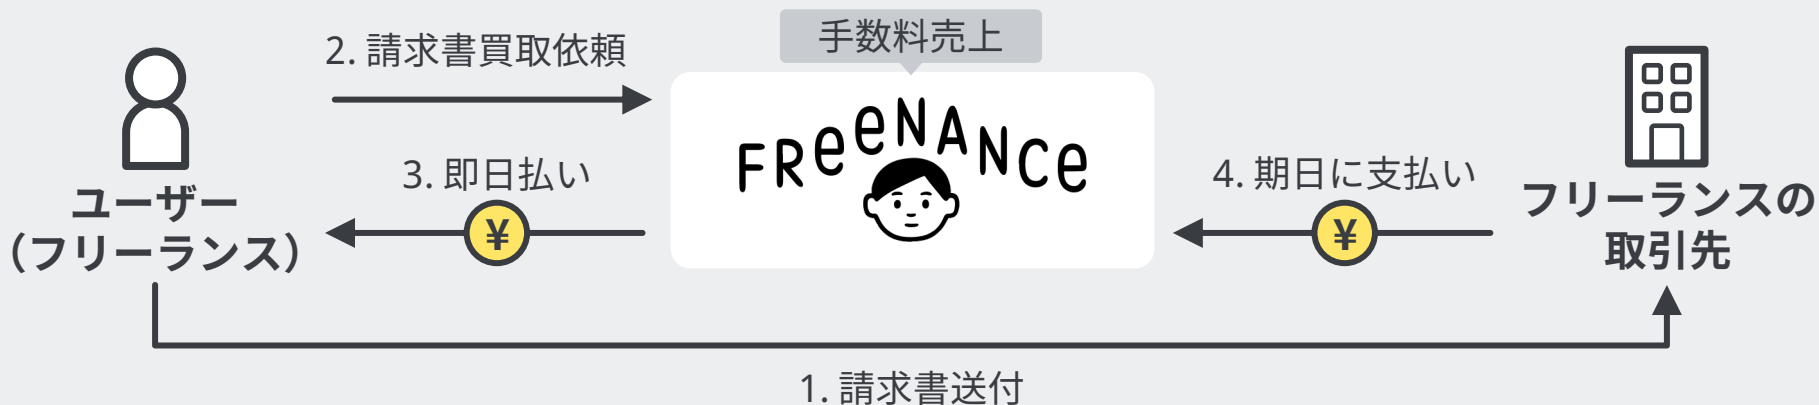 手数料売上
2. 請求書買取依頼
FReeNANce
3. 即日払い
¥
4. 期日に支払い
¥
ユーザー
（フリーランス）
フリーランスの
取引先
1. 請求書送付